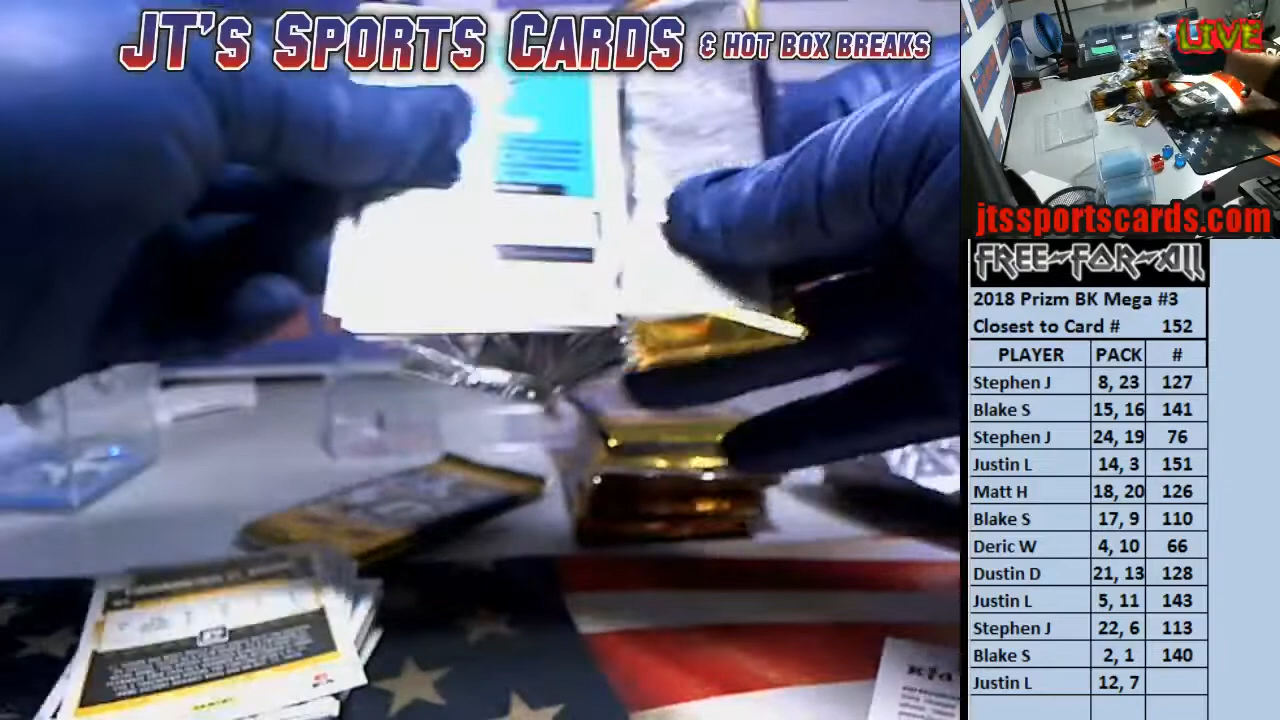 JT's Sports Cards & Hot Box Breaks
LIVE
jtssportscards.com
FREE-FOR-ALL
2018 Prizm BK Mega #3
Closest to Card # 152
PLAYER PACK #
Stephen J 8, 23 127
Blake S 15, 16 141
Stephen J 24, 19 76
Justin L 14, 3 151
Matt H 18, 20 126
Blake S 17, 9 110
Deric W 4, 10 66
Dustin D 21, 13 128
Justin L 5, 11 143
Stephen J 22, 6 113
Blake S 2, 1 140
Justin L 12, 7